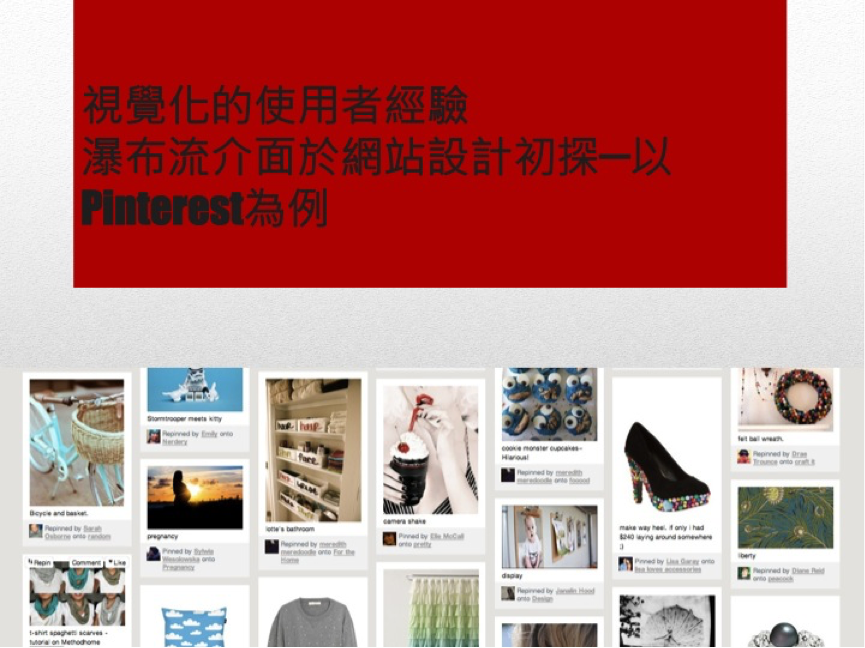 視覺化的使用者經驗
瀑布流介面於網站設計初探─以
Pinterest為例
Bicycle and basket.
Repinned by Sarah
Osborne onto random
Repin Comment Like
t-shirt spaghetti scarves -
tutorial on Methodhome
Stormtrooper meets kitty
Repinned by Emily onto
Nerdery
pregnancy
Pinned by Sylwia
onto
Pregnancy
lotte's bathroom
Repinned by meredith
meredoodle onto For the
Home
camera shake
Pinned by Elle McCall
onto pretty
cookie monster cupcakes-
Hilarious!
Repinned by meredith
meredoodle onto fooood
display
Repinned by Janelle Hood
onto Design
make way heel. if only i had
$240 laying around somewhere
;)
Pinned by Lisa Garay onto
lisa loves accessories
felt ball wreath.
Repinned by Drae
onto craft it
liberty
Repinned by Diane Reid
onto peacock